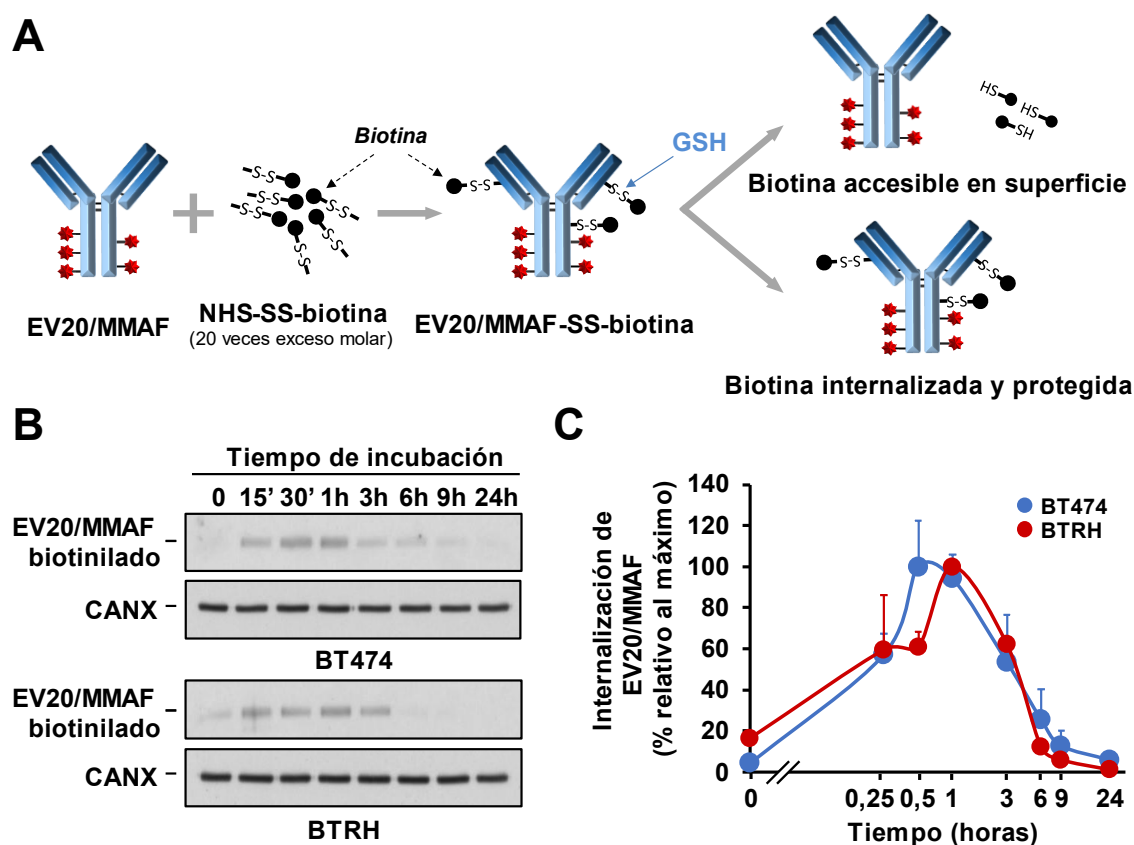 A
Biotina
S-S
S-S
S-S
S-S
S-S
S-S
S-S
S-S
S-S
GSH
HS
HS
SH
Biotina accesible en superficie
EV20/MMAF
NHS-SS-biotina
(20 veces exceso molar)
EV20/MMAF-SS-biotina
S-S
S-S
S-S
Biotina internalizada y protegida
B
Tiempo de incubación
0 15’ 30’ 1h 3h 6h 9h 24h
EV20/MMAF
biotinilado
CANX
BT474
EV20/MMAF
biotinilado
CANX
BTRH
C
Internalización de
EV20/MMAF
(% relativo al máximo)
140
120
100
80
60
40
20
0
BT474
BTRH
0 0,25 0,5 1 3 6 9 24
Tiempo (horas)